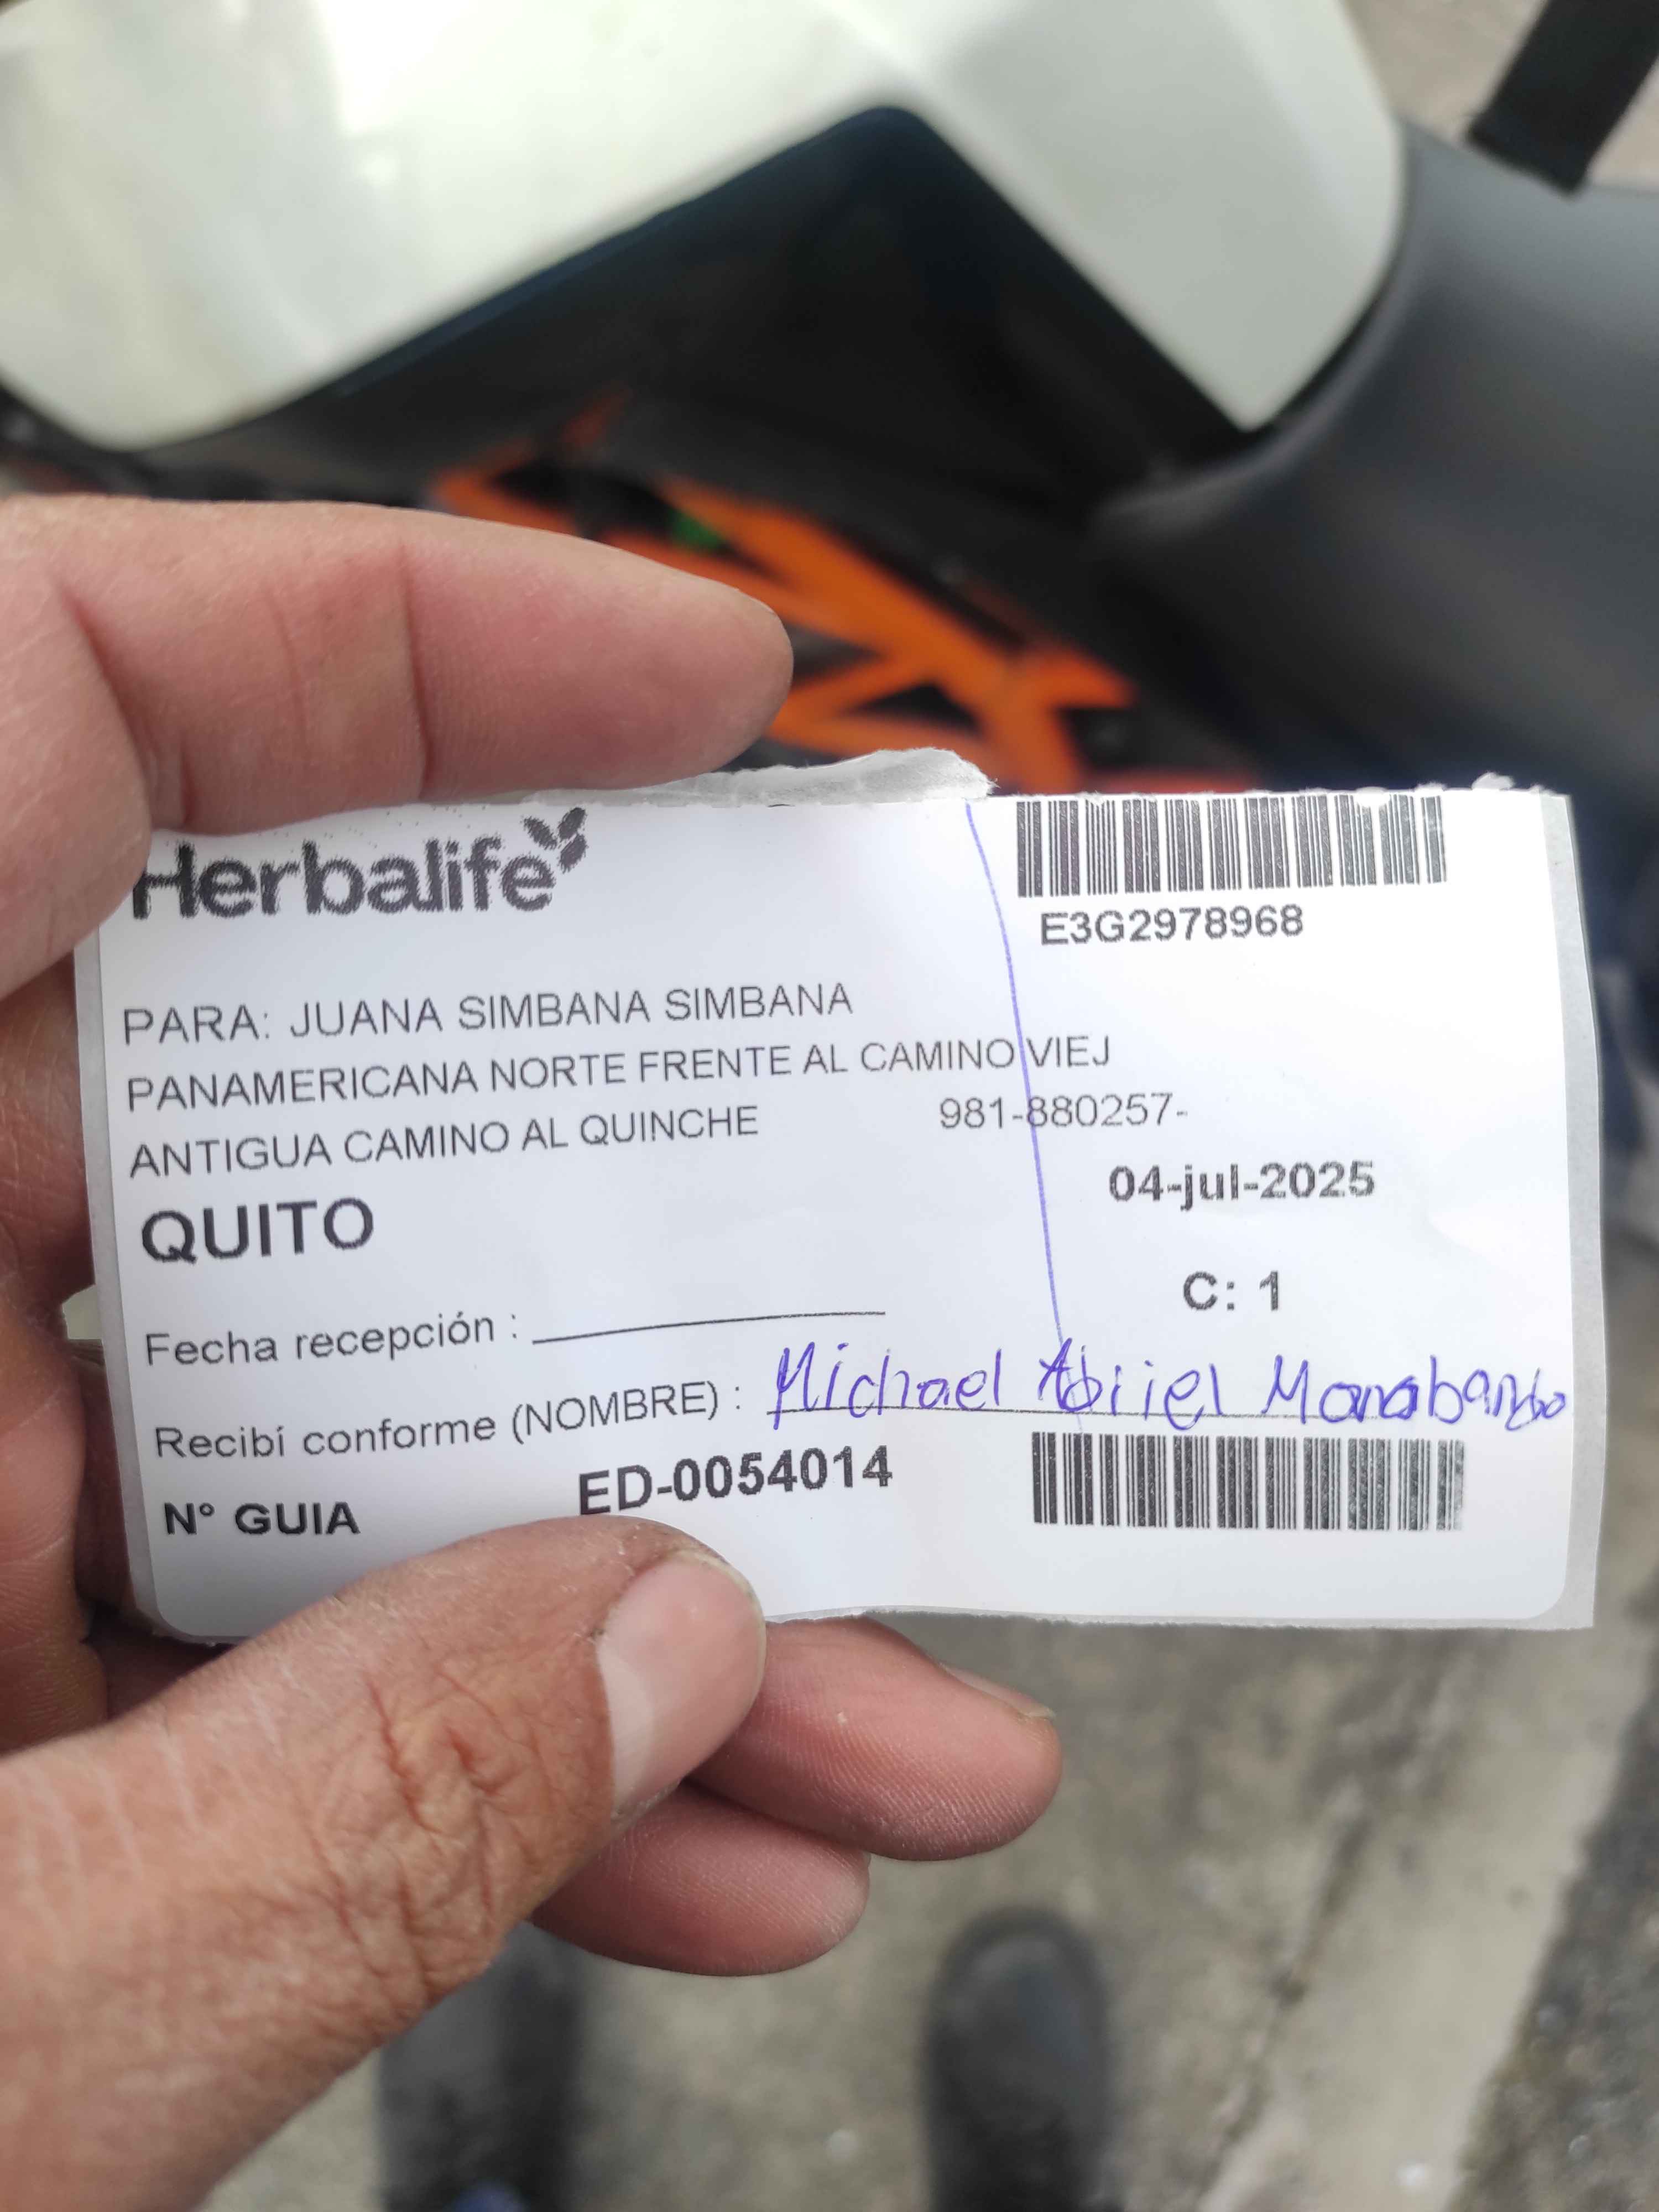 Herbalife
E3G2978968
PARA: JUANA SIMBANA SIMBANA
PANAMERICANA NORTE FRENTE AL CAMINO VIEJ
ANTIGUA CAMINO AL QUINCHE 981-880257-
04-jul-2025
QUITO
C: 1
Fecha recepción :
Recibí conforme (NOMBRE) : Michael
N° GUIA ED-0054014